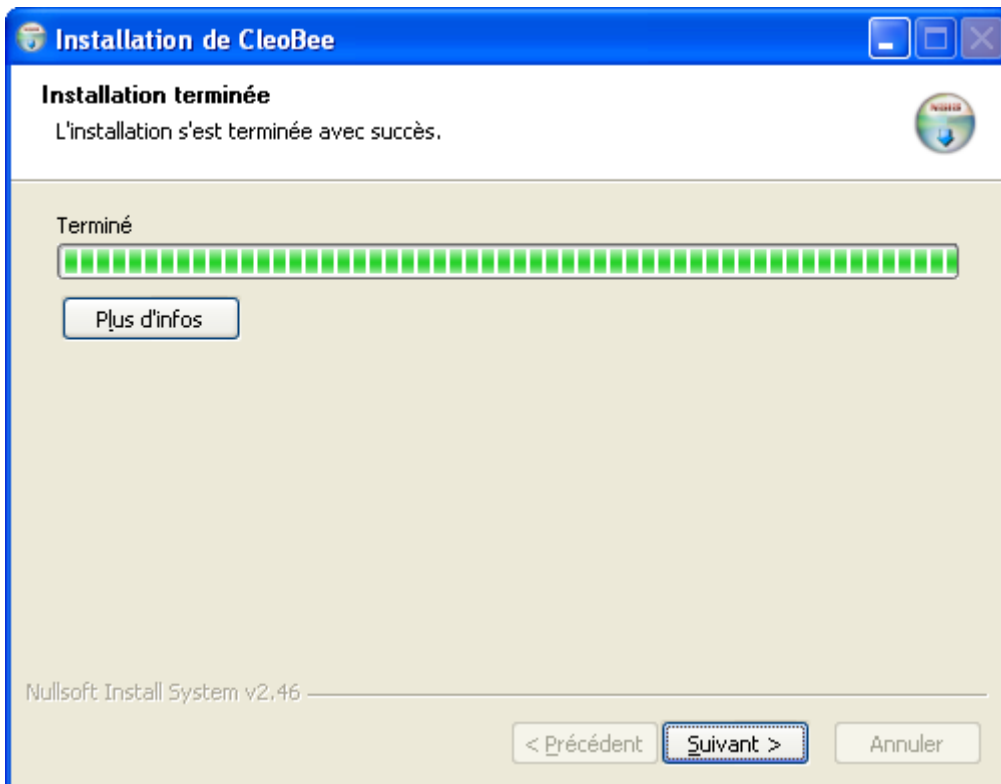 Installation de CleoBee
Installation terminée
L'installation s'est terminée avec succès.
Terminé
Plus d'infos
Nullsoft Install System v2.46
< Précédent
Suivant >
Annuler